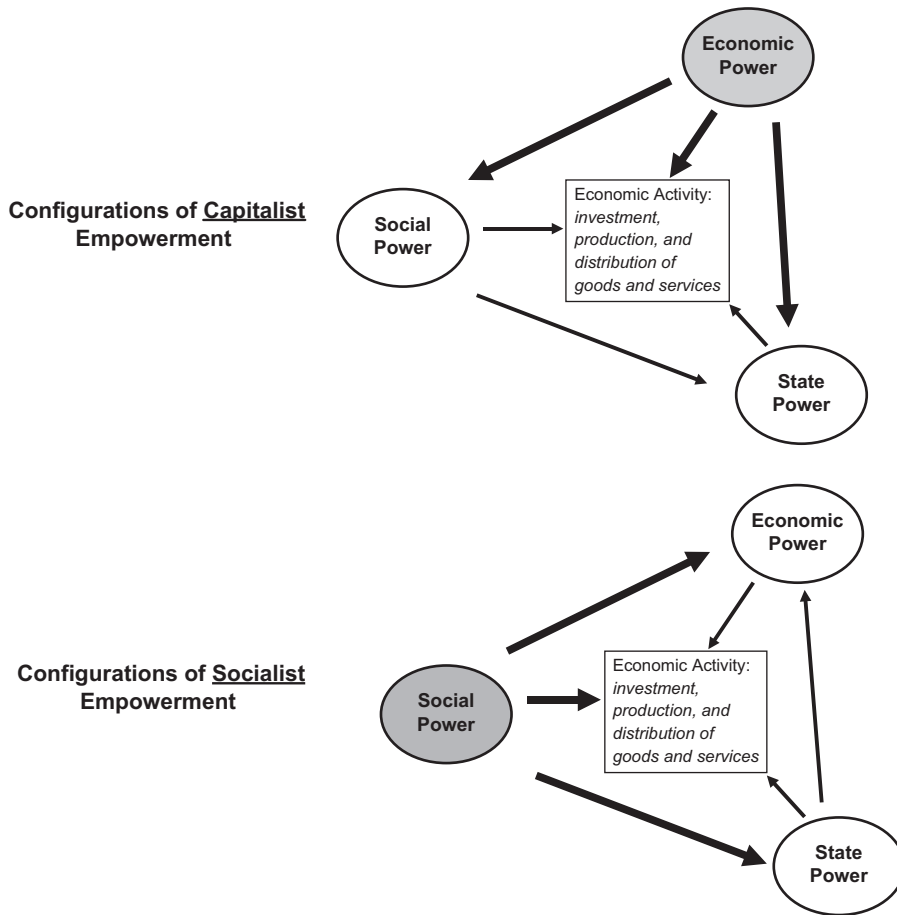 Economic
Power
Configurations of Capitalist
Empowerment
Social
Power
Economic Activity:
investment,
production, and
distribution of
goods and services
State
Power
Economic
Power
Configurations of Socialist
Empowerment
Social
Power
Economic Activity:
investment,
production, and
distribution of
goods and services
State
Power